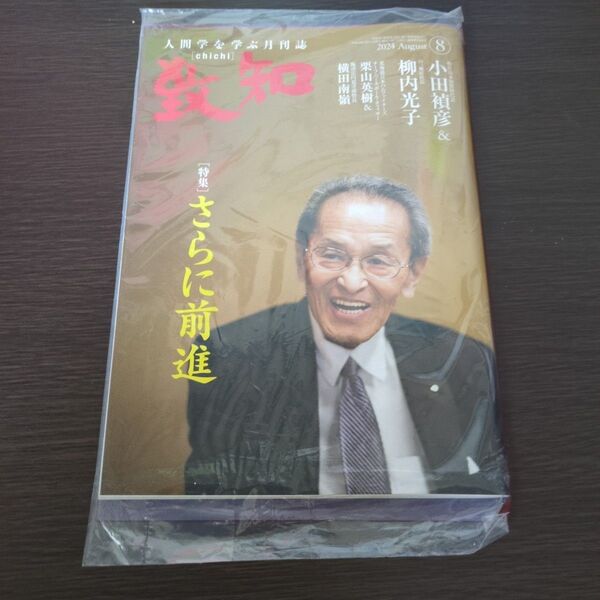 人間学を学ぶ月刊誌
[chichi]
致知
2024 August 8
小田禎彦&
柳内光子
栗山英樹&
横田南嶺
[特集]
さらに前進